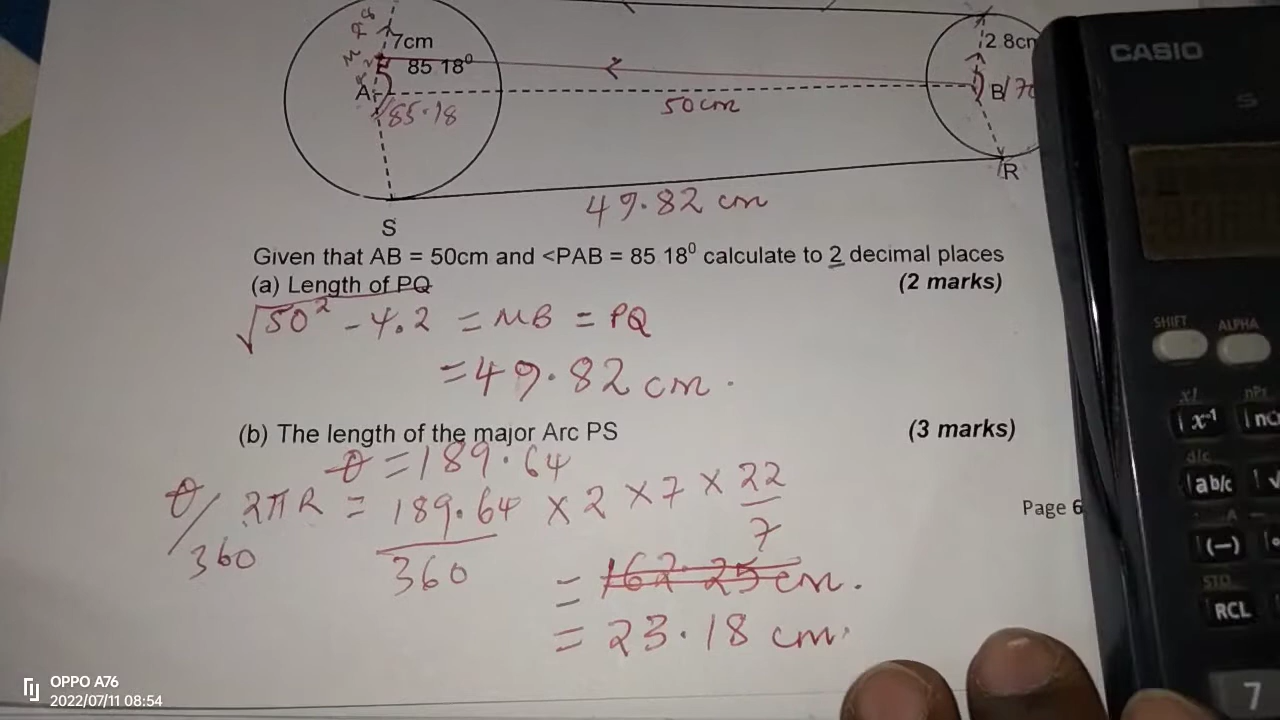 7cm
2 8cm
CASIO
85 18⁰
A
85.18
50cm
B
R
49.82 cm
S
Given that AB = 50cm and <PAB = 85 18⁰ calculate to 2 decimal places
(a) Length of PQ (2 marks)
√50² - 4.2 = MB = PQ
= 49.82 cm.
(b) The length of the major Arc PS (3 marks)
θ = 189.64
θ/360 2πR = 189.64/360 × 2 × 7 × 22/7
Page 6
= 162.25 cm.
= 23.18 cm.
SHIFT ALPHA
x!
x⁻¹
d/c
ab/c
A
(−)
STO
RCL
7
OPPO A76
2022/07/11 08:54